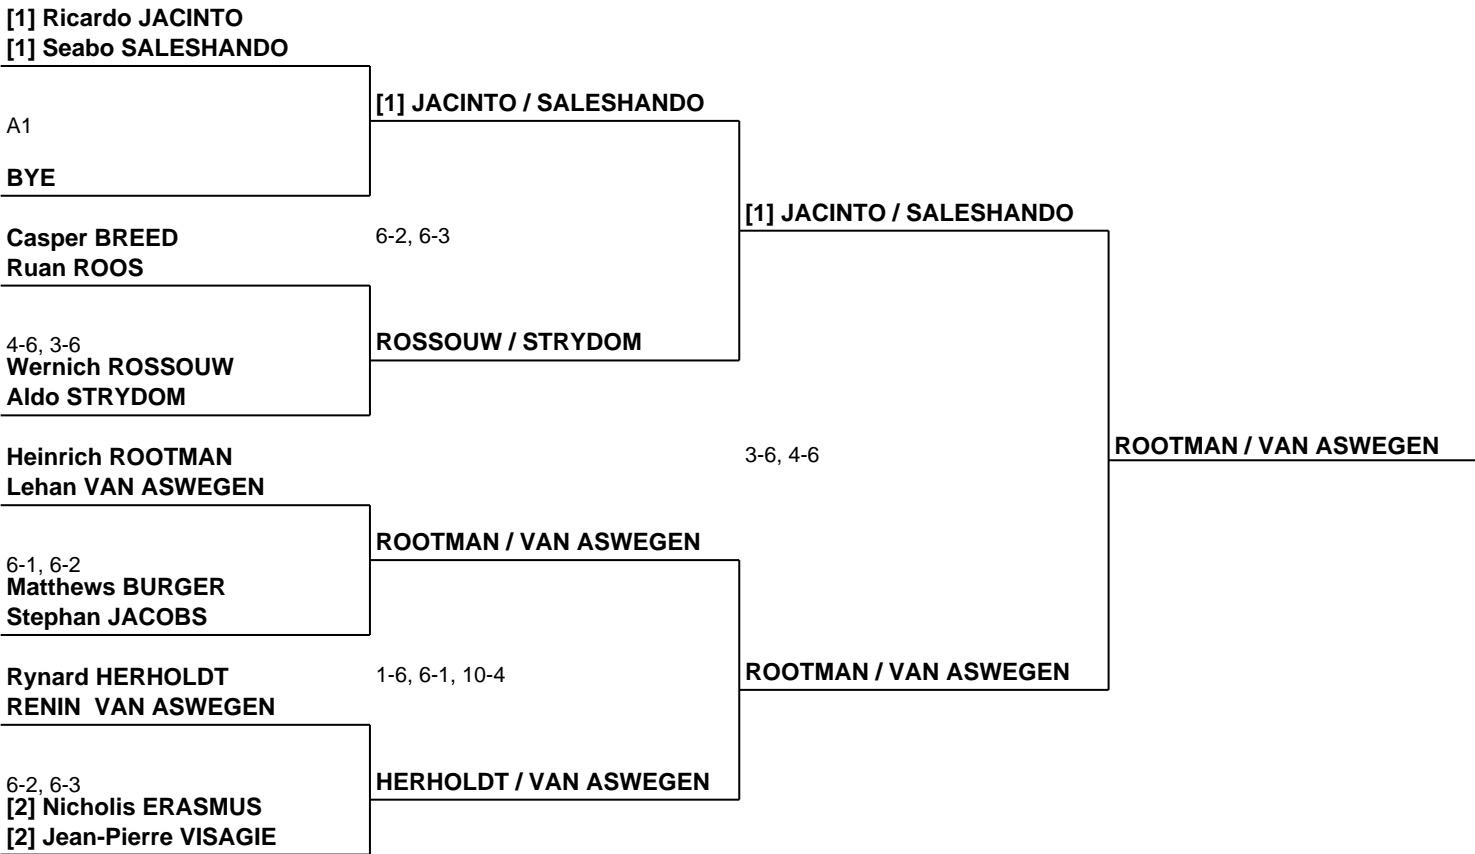 [1] Ricardo JACINTO
[1] Seabo SALESHANDO
[1] JACINTO / SALESHANDO
A1
BYE
[1] JACINTO / SALESHANDO
Casper BREED
Ruan ROOS
6-2, 6-3
4-6, 3-6
Wernich ROSSOUW
Aldo STRYDOM
ROSSOUW / STRYDOM
Heinrich ROOTMAN
Lehan VAN ASWEGEN
3-6, 4-6
ROOTMAN / VAN ASWEGEN
ROOTMAN / VAN ASWEGEN
6-1, 6-2
Matthews BURGER
Stephan JACOBS
Rynard HERHOLDT
RENIN  VAN ASWEGEN
1-6, 6-1, 10-4
ROOTMAN / VAN ASWEGEN
6-2, 6-3
[2] Nicholis ERASMUS
[2] Jean-Pierre VISAGIE
HERHOLDT / VAN ASWEGEN